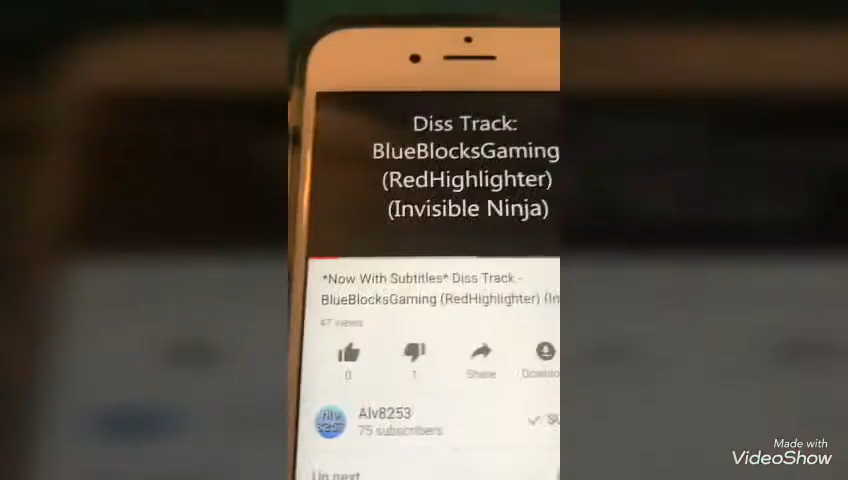 Diss Track:
BlueBlocksGaming
(RedHighlighter)
(Invisible Ninja)
*Now With Subtitles* Diss Track -
BlueBlocksGaming (RedHighlighter) (In
47 views
0
1
Share
Alv8253
75 subscribers
Up next
Made with
VideoShow